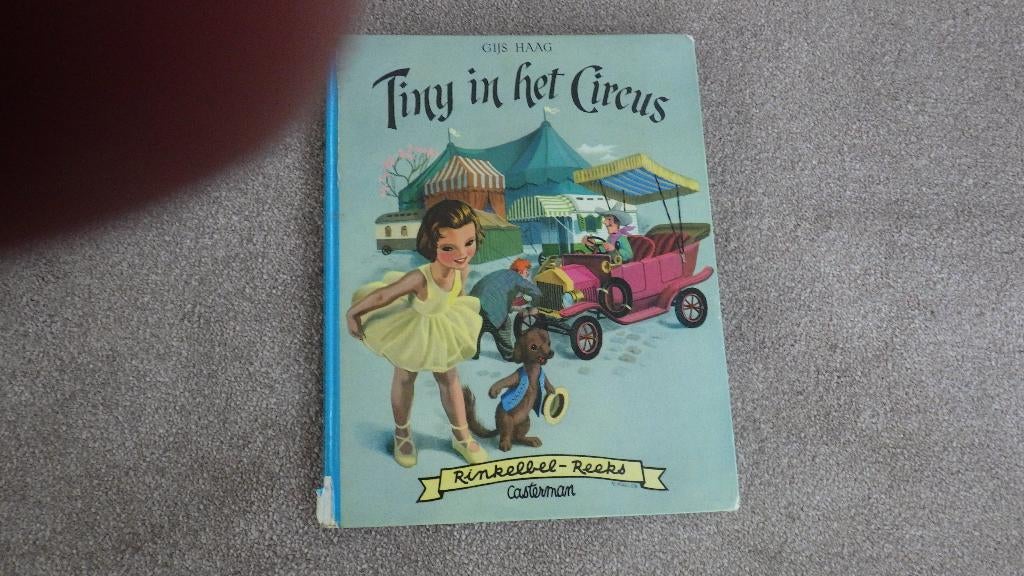 GIJS HAAG
Tiny in het Circus
Rinkelbel-Reeks
Casterman